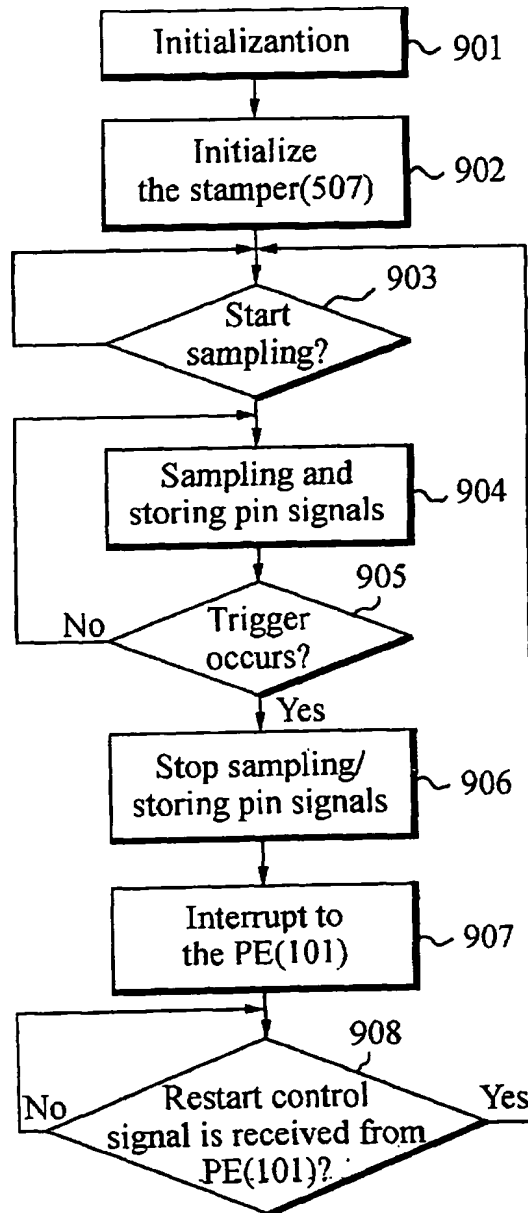 Initializantion
901
Initialize
the stamper(507)
902
903
Start
sampling?
Sampling and
storing pin signals
904
905
No
Trigger
occurs?
Yes
Stop sampling/
storing pin signals
906
Interrupt to
the PE(101)
907
908
No
Restart control
signal is received from
PE(101)?
Yes